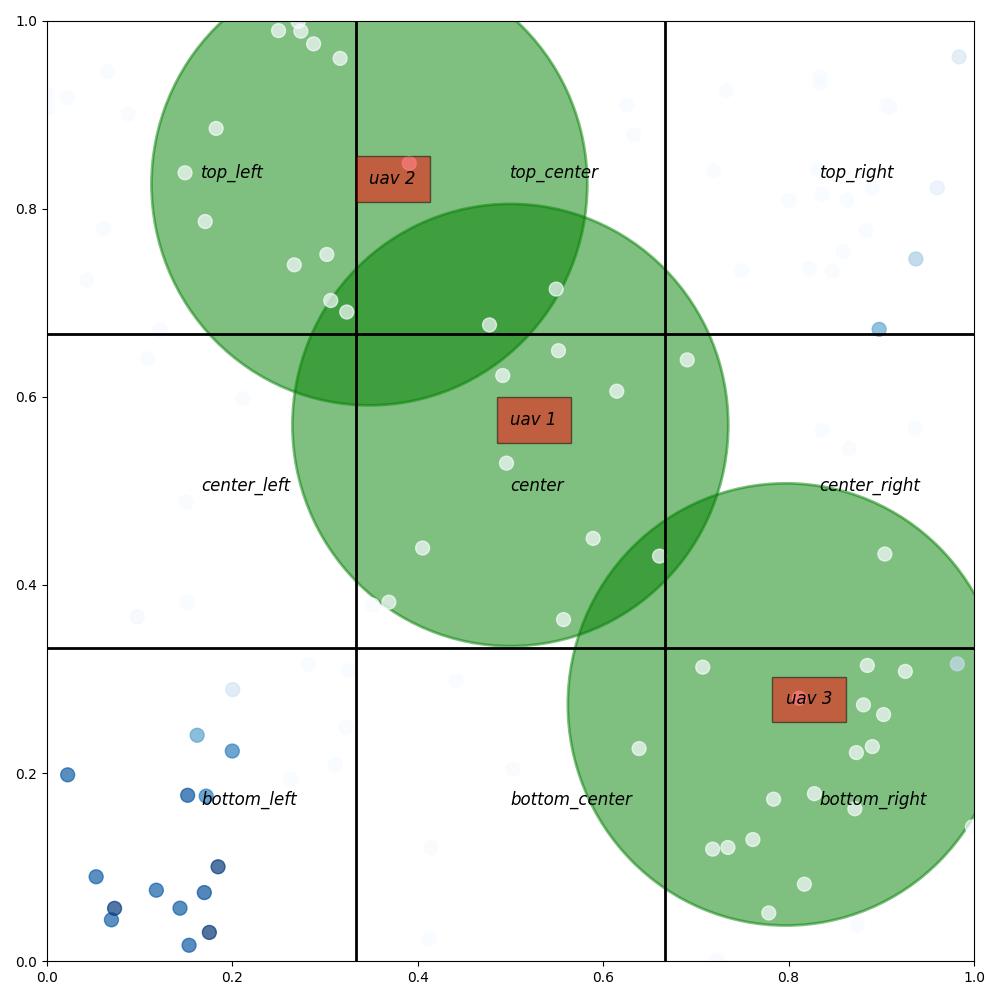 1.0
uav 2
top_left
top_center
top_right
0.8
0.6
uav 1
center_left
center
center_right
0.4
uav 3
0.2
bottom_left
bottom_center
bottom_right
0.0
0.0 0.2 0.4 0.6 0.8 1.0